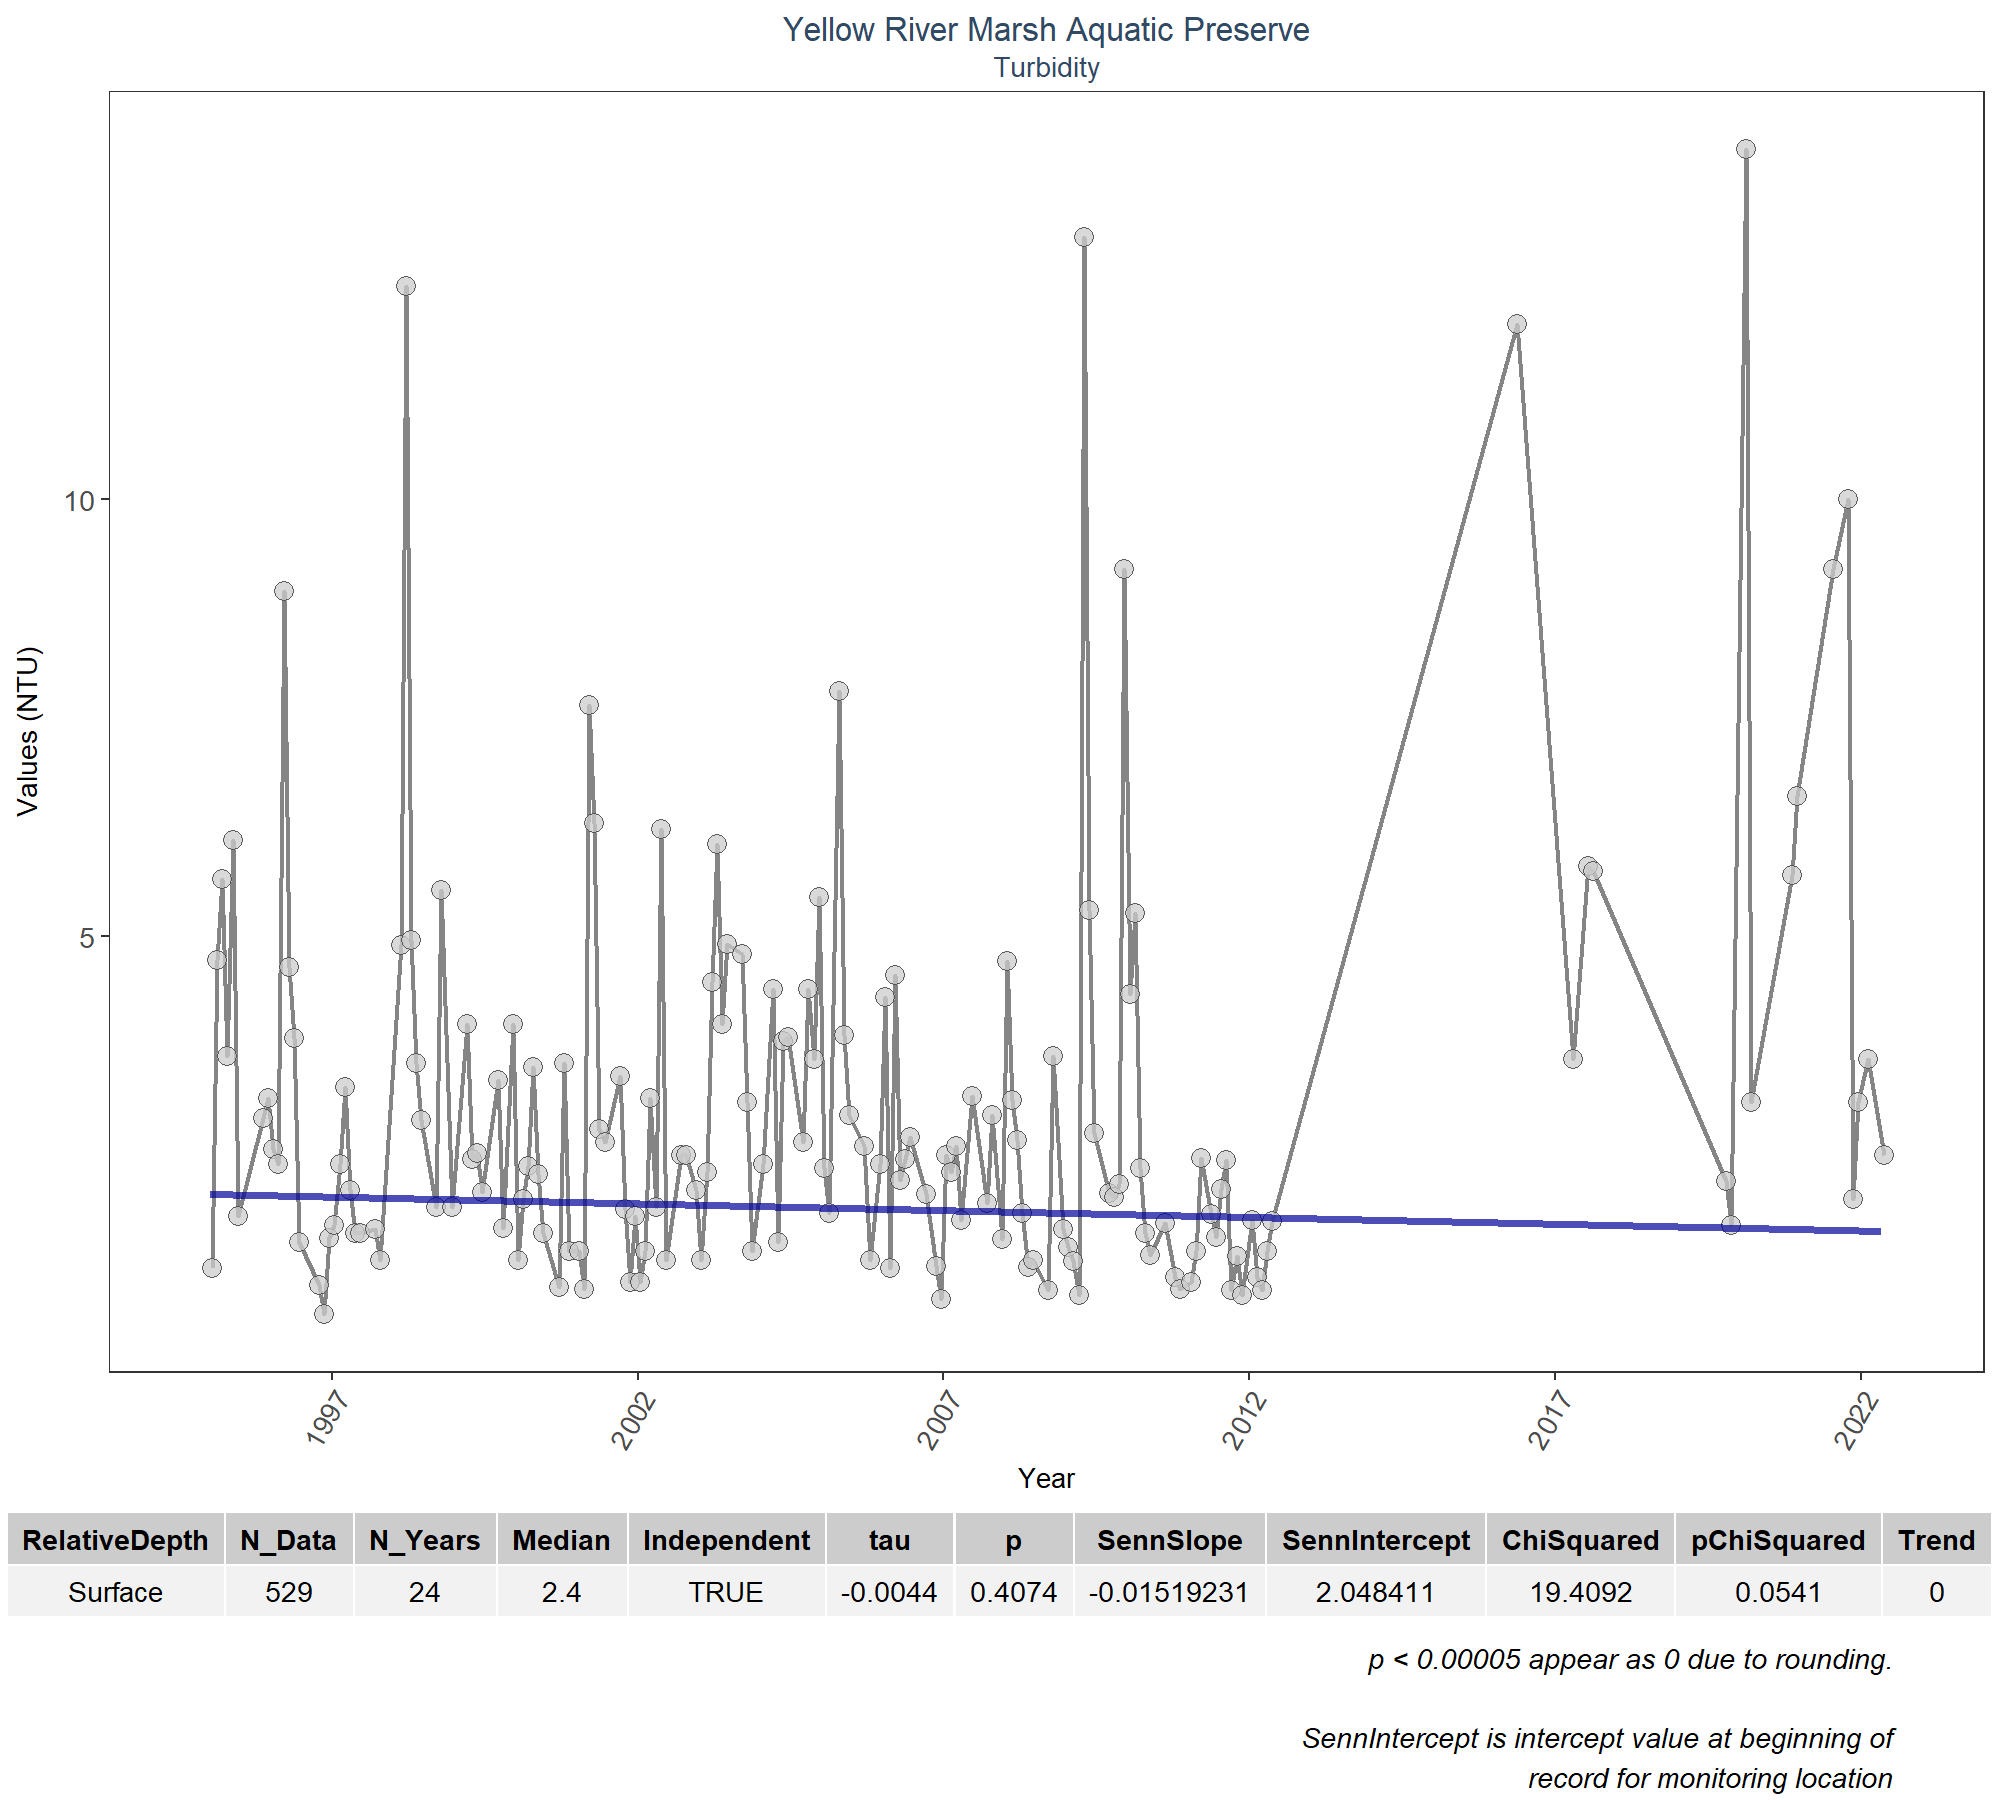 Yellow River Marsh Aquatic Preserve
Turbidity
Values (NTU)
10
5
1997 2002 2007 2012 2017 2022
Year
RelativeDepth N_Data N_Years Median Independent tau p SennSlope SennIntercept ChiSquared pChiSquared Trend
Surface 529 24 2.4 TRUE -0.0044 0.4074 -0.01519231 2.048411 19.4092 0.0541 0
p < 0.00005 appear as 0 due to rounding.
SennIntercept is intercept value at beginning of
record for monitoring location